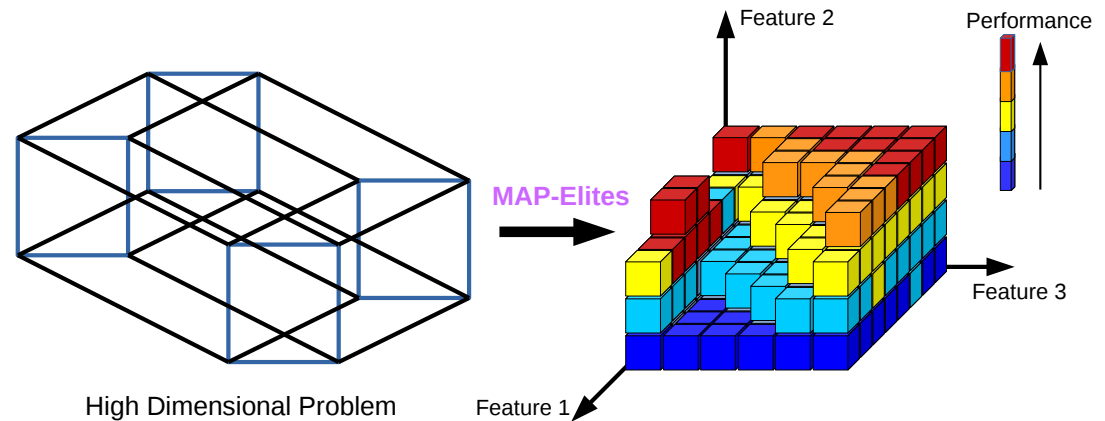 Feature 2
Performance
MAP-Elites
Feature 3
High Dimensional Problem
Feature 1